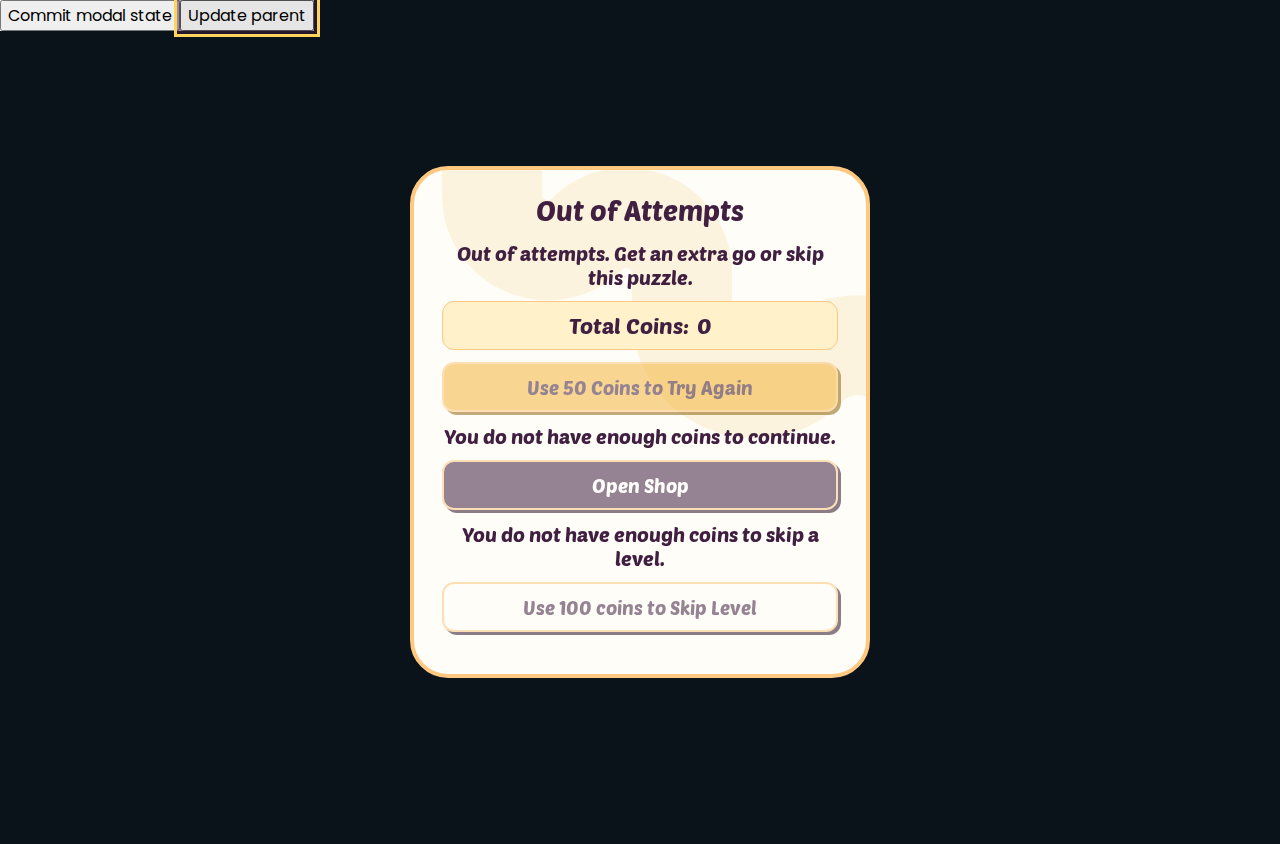 Commit modal state Update parent
Out of Attempts
Out of attempts. Get an extra go or skip
this puzzle.
Total Coins: 0
Use 50 Coins to Try Again
You do not have enough coins to continue.
Open Shop
You do not have enough coins to skip a
level.
Use 100 coins to Skip Level